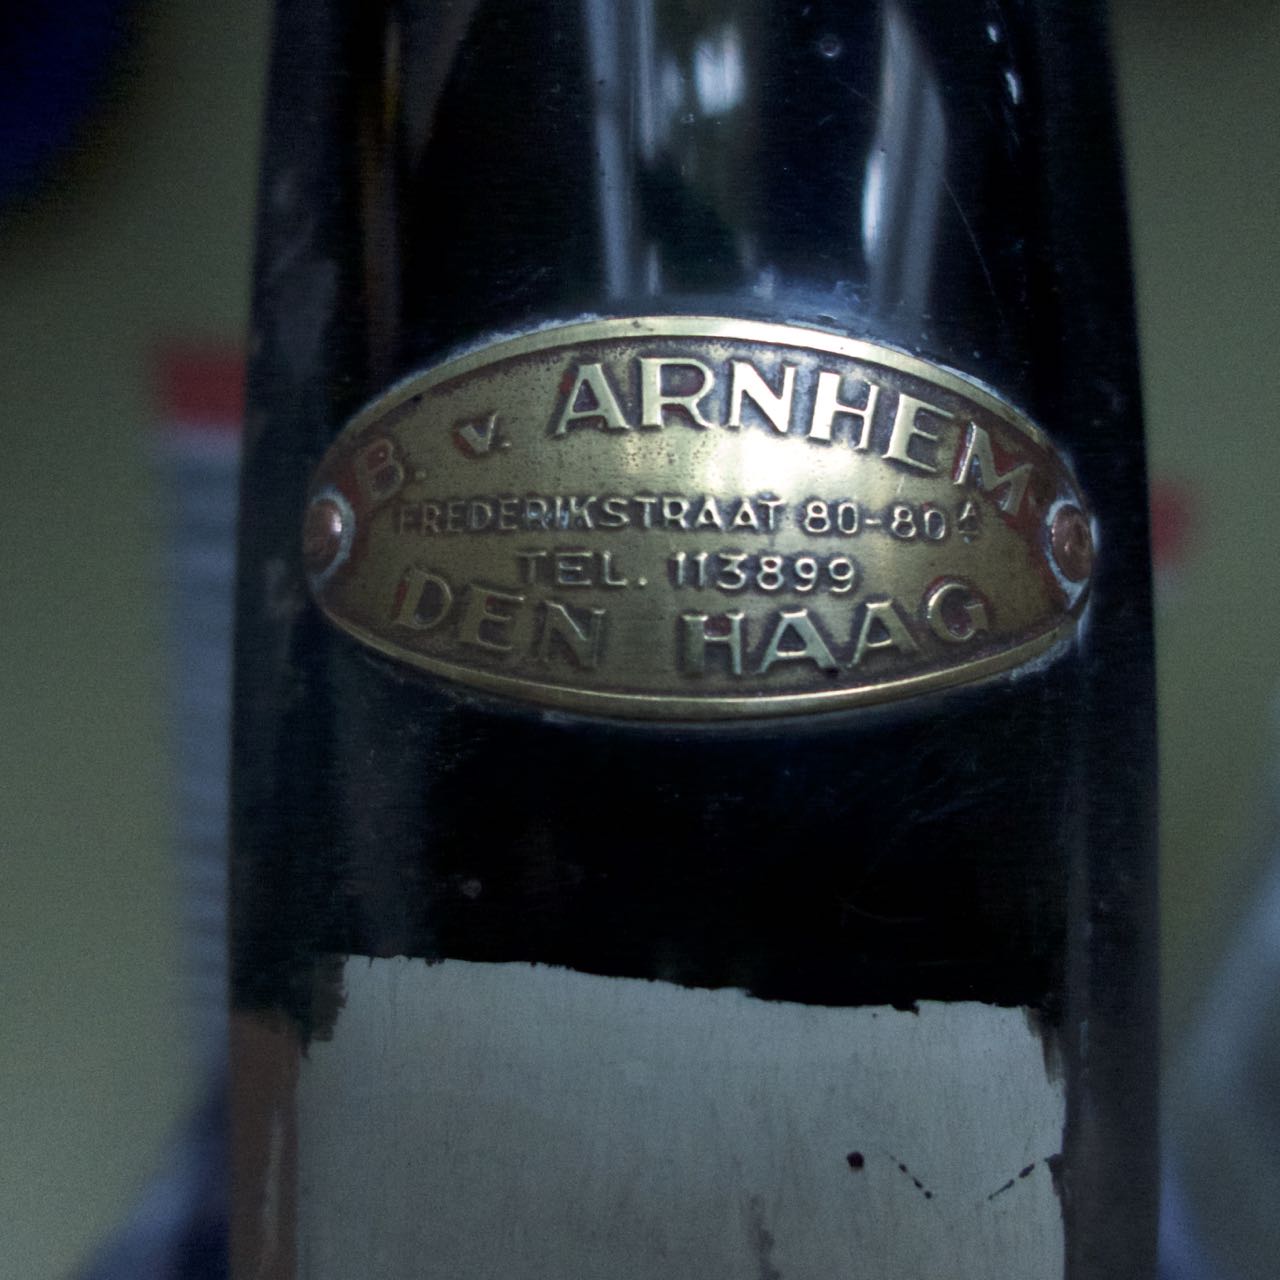 B. v. ARNHEM
FREDERIKSTRAAT 80-80A
TEL. 113899
DEN HAAG